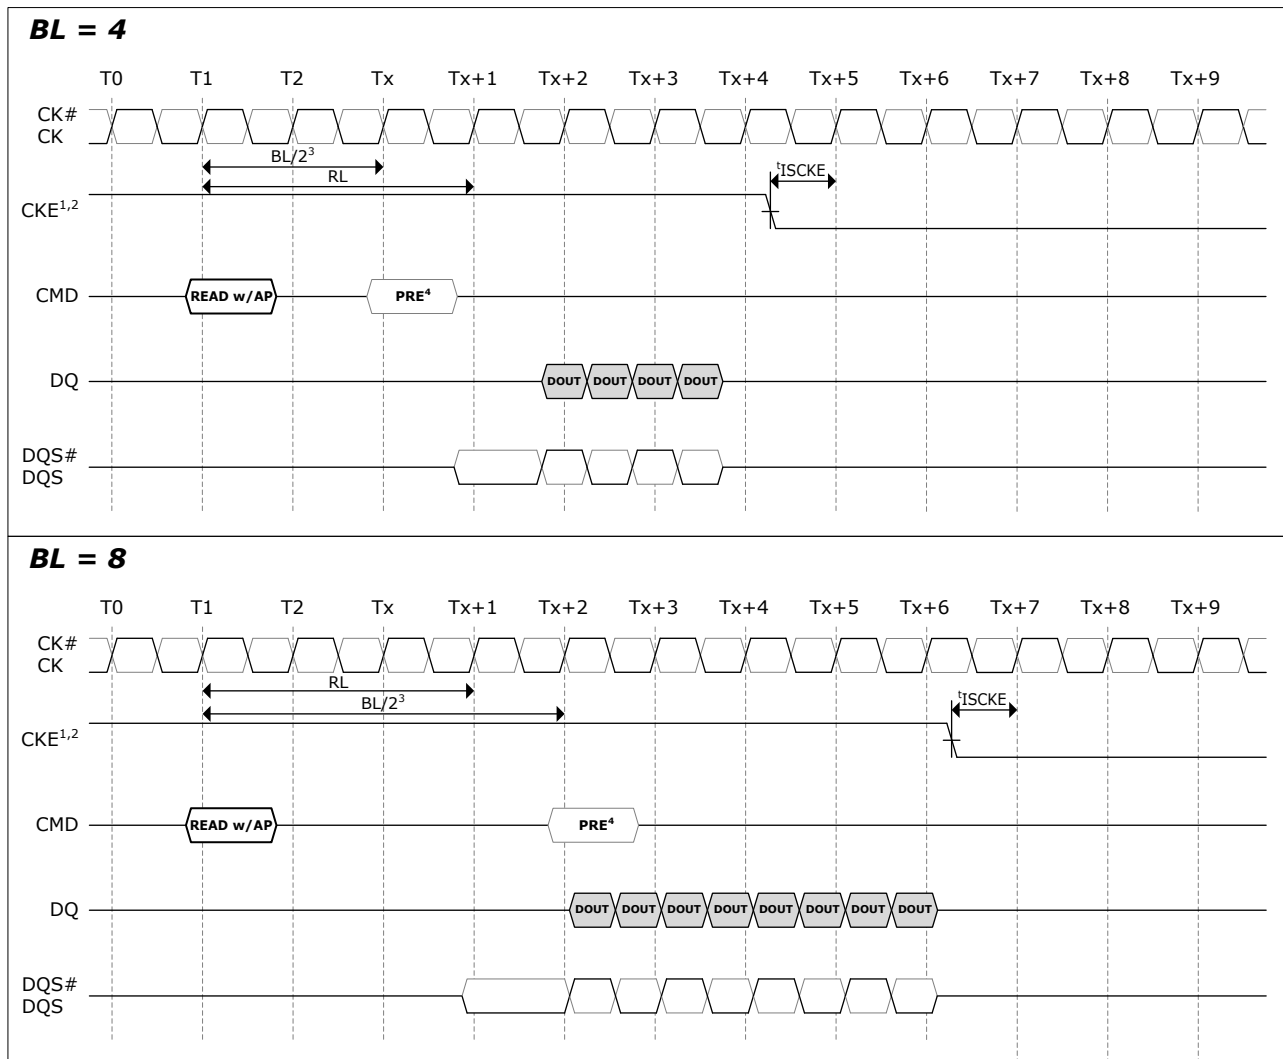 BL = 4
T0 T1 T2 Tx Tx+1 Tx+2 Tx+3 Tx+4 Tx+5 Tx+6 Tx+7 Tx+8 Tx+9
CK#
CK
BL/2³
RL
ᵗISCKE
CKE¹,²
CMD READ w/AP PRE⁴
DQ DOUT DOUT DOUT DOUT
DQS#
DQS
BL = 8
T0 T1 T2 Tx Tx+1 Tx+2 Tx+3 Tx+4 Tx+5 Tx+6 Tx+7 Tx+8 Tx+9
CK#
CK
RL
BL/2³
ᵗISCKE
CKE¹,²
CMD READ w/AP PRE⁴
DQ DOUT DOUT DOUT DOUT DOUT DOUT DOUT DOUT
DQS#
DQS